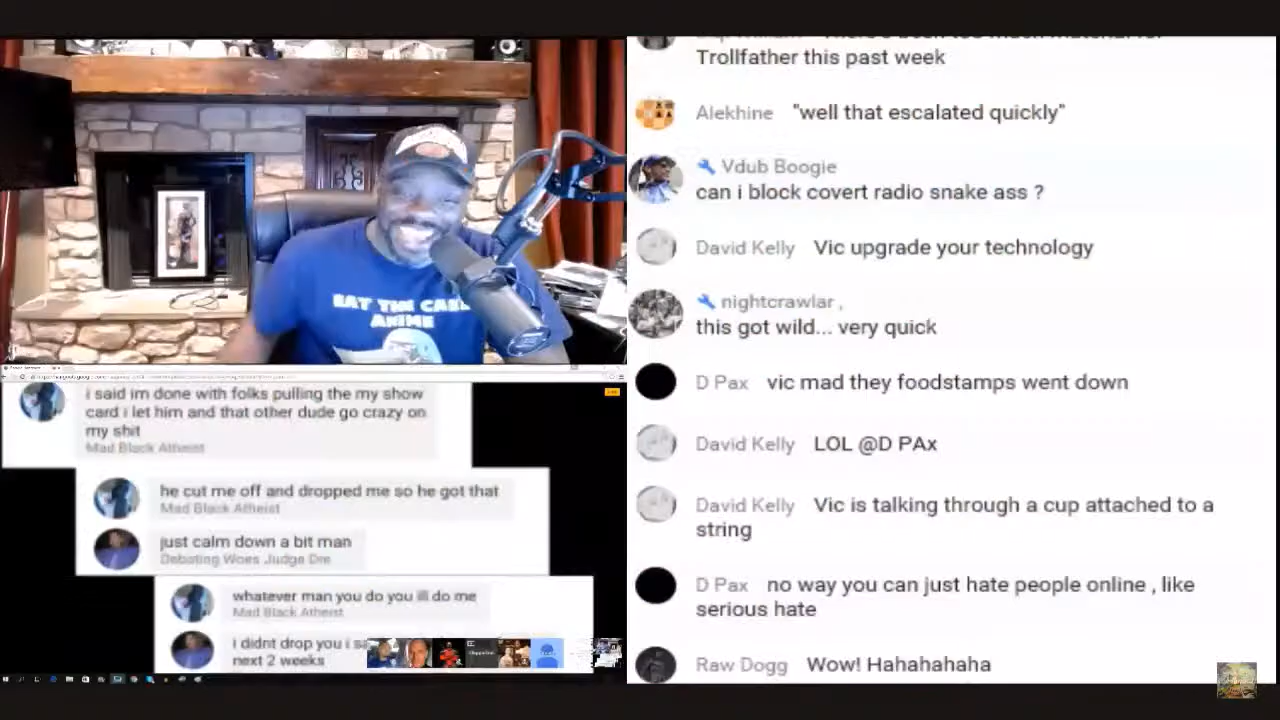 EAT THE CAKE
ANIME
i said im done with folks pulling the my show
card i let him and that other dude go crazy on
my shit
Mad Black Atheist
he cut me off and dropped me so he got that
Mad Black Atheist
just calm down a bit man
Debating Woes Judge Dre
whatever man you do you ill do me
Mad Black Atheist
i didnt drop you i
next 2 weeks
Trollfather this past week
Alekhine "well that escalated quickly"
Vdub Boogie
can i block covert radio snake ass ?
David Kelly Vic upgrade your technology
nightcrawlar ,
this got wild... very quick
D Pax vic mad they foodstamps went down
David Kelly LOL @D PAx
David Kelly Vic is talking through a cup attached to a
string
D Pax no way you can just hate people online , like
serious hate
Raw Dogg Wow! Hahahahaha